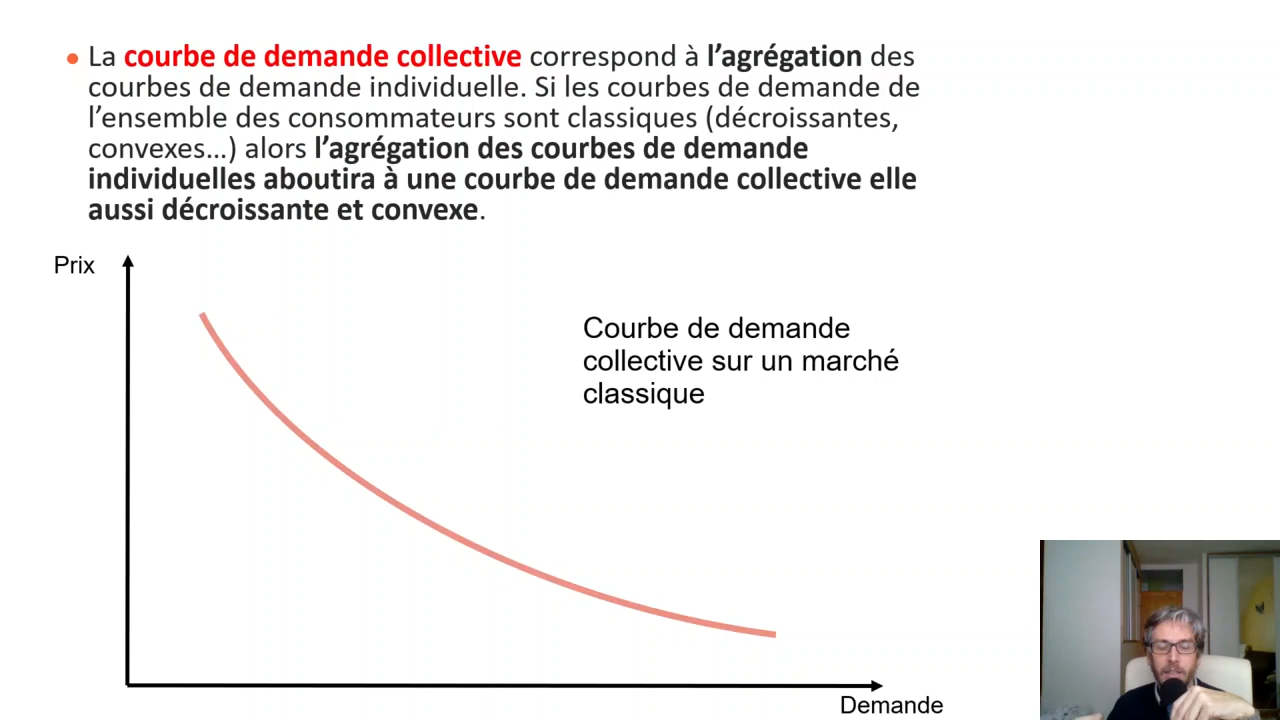 • La courbe de demande collective correspond à l’agrégation des
courbes de demande individuelle. Si les courbes de demande de
l’ensemble des consommateurs sont classiques (décroissantes,
convexes…) alors l’agrégation des courbes de demande
individuelles aboutira à une courbe de demande collective elle
aussi décroissante et convexe.
Prix
Courbe de demande
collective sur un marché
classique
Demande